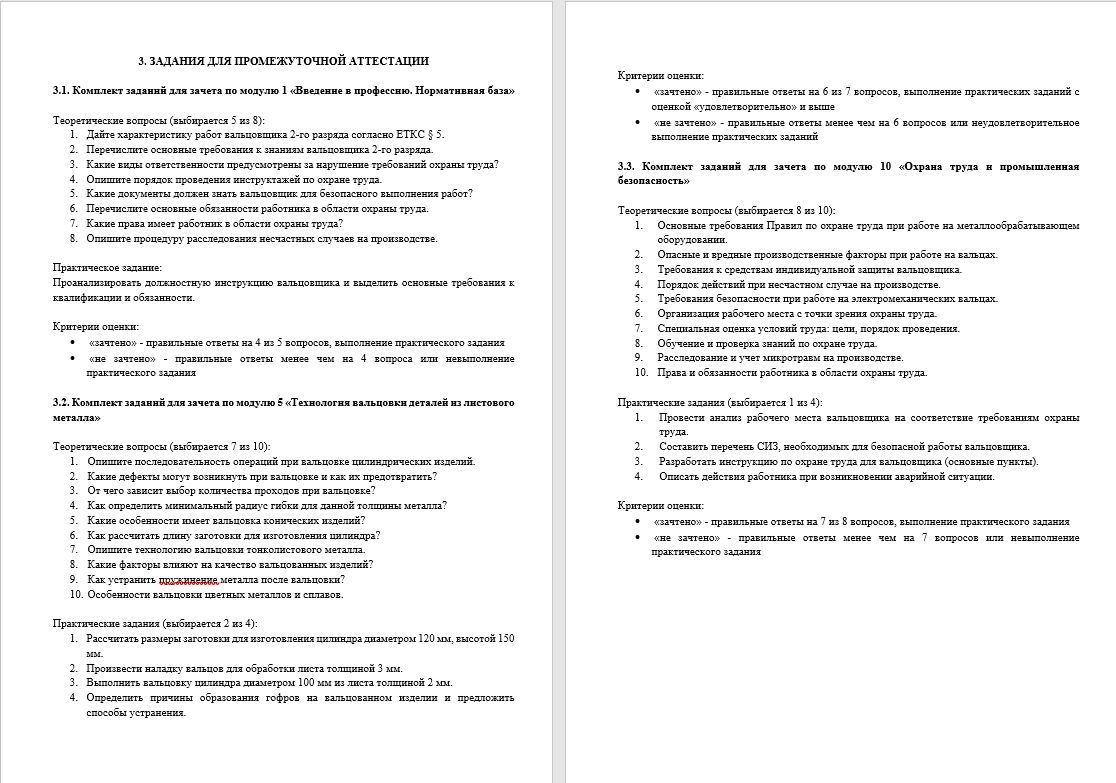 3. ЗАДАНИЯ ДЛЯ ПРОМЕЖУТОЧНОЙ АТТЕСТАЦИИ
3.1. Комплект заданий для зачета по модулю 1 «Введение в профессию. Нормативная база»
Теоретические вопросы (выбирается 5 из 8):
1. Дайте характеристику работ вальцовщика 2-го разряда согласно ЕТКС § 5.
2. Перечислите основные требования к знаниям вальцовщика 2-го разряда.
3. Какие виды ответственности предусмотрены за нарушение требований охраны труда?
4. Опишите порядок проведения инструктажей по охране труда.
5. Какие документы должен знать вальцовщик для безопасного выполнения работ?
6. Перечислите основные обязанности работника в области охраны труда.
7. Какие права имеет работник в области охраны труда?
8. Опишите процедуру расследования несчастных случаев на производстве.
Практическое задание:
Проанализировать должностную инструкцию вальцовщика и выделить основные требования к
квалификации и обязанности.
Критерии оценки:
• «зачтено» - правильные ответы на 4 из 5 вопросов, выполнение практического задания
• «не зачтено» - правильные ответы менее чем на 4 вопроса или невыполнение
практического задания
3.2. Комплект заданий для зачета по модулю 5 «Технология вальцовки деталей из листового
металла»
Теоретические вопросы (выбирается 7 из 10):
1. Опишите последовательность операций при вальцовке цилиндрических изделий.
2. Какие дефекты могут возникнуть при вальцовке и как их предотвратить?
3. От чего зависит выбор количества проходов при вальцовке?
4. Как определить минимальный радиус гибки для данной толщины металла?
5. Какие особенности имеет вальцовка конических изделий?
6. Как рассчитать длину заготовки для изготовления цилиндра?
7. Опишите технологию вальцовки тонколистового металла.
8. Какие факторы влияют на качество вальцованных изделий?
9. Как устранить пружинение металла после вальцовки?
10. Особенности вальцовки цветных металлов и сплавов.
Практические задания (выбирается 2 из 4):
1. Рассчитать размеры заготовки для изготовления цилиндра диаметром 120 мм, высотой 150
мм.
2. Произвести наладку вальцов для обработки листа толщиной 3 мм.
3. Выполнить вальцовку цилиндра диаметром 100 мм из листа толщиной 2 мм.
4. Определить причины образования гофров на вальцованном изделии и предложить
способы устранения.
Критерии оценки:
• «зачтено» - правильные ответы на 6 из 7 вопросов, выполнение практических заданий с
оценкой «удовлетворительно» и выше
• «не зачтено» - правильные ответы менее чем на 6 вопросов или неудовлетворительное
выполнение практических заданий
3.3. Комплект заданий для зачета по модулю 10 «Охрана труда и промышленная
безопасность»
Теоретические вопросы (выбирается 8 из 10):
1. Основные требования Правил по охране труда при работе на металлообрабатывающем
оборудовании.
2. Опасные и вредные производственные факторы при работе на вальцах.
3. Требования к средствам индивидуальной защиты вальцовщика.
4. Порядок действий при несчастном случае на производстве.
5. Требования безопасности при работе на электромеханических вальцах.
6. Организация рабочего места с точки зрения охраны труда.
7. Специальная оценка условий труда: цели, порядок проведения.
8. Обучение и проверка знаний по охране труда.
9. Расследование и учет микротравм на производстве.
10. Права и обязанности работника в области охраны труда.
Практические задания (выбирается 1 из 4):
1. Провести анализ рабочего места вальцовщика на соответствие требованиям охраны
труда.
2. Составить перечень СИЗ, необходимых для безопасной работы вальцовщика.
3. Разработать инструкцию по охране труда для вальцовщика (основные пункты).
4. Описать действия работника при возникновении аварийной ситуации.
Критерии оценки:
• «зачтено» - правильные ответы на 7 из 8 вопросов, выполнение практического задания
• «не зачтено» - правильные ответы менее чем на 7 вопросов или невыполнение
практического задания